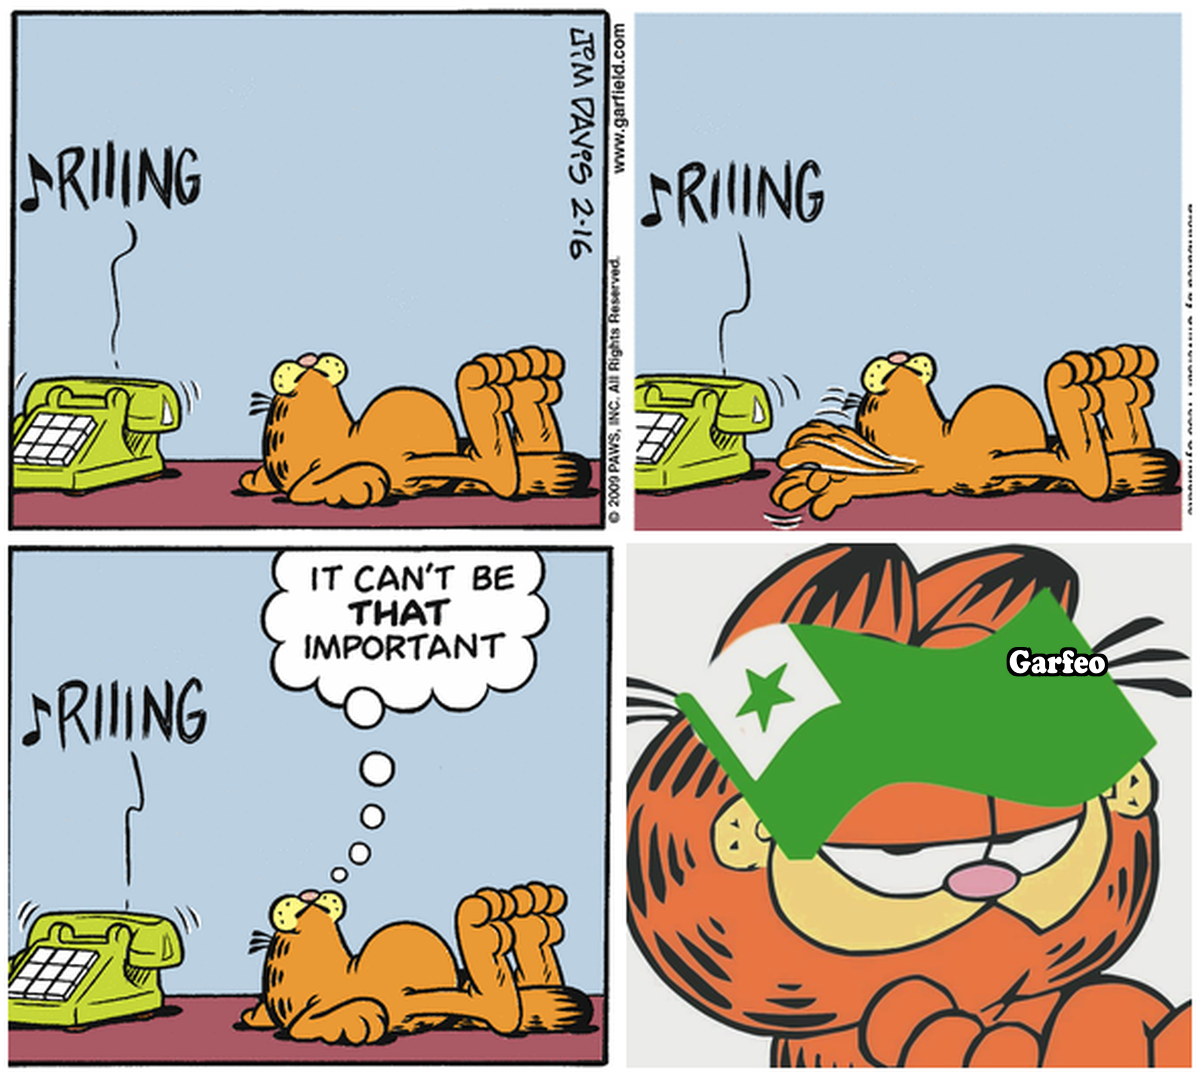 ♪RIIING
JIM DAVIS 2·16
www.garfield.com
© 2009 PAWS, INC. All Rights Reserved.
♪RIIING
IT CAN'T BE
THAT
IMPORTANT
♪RIIING
Garfeo